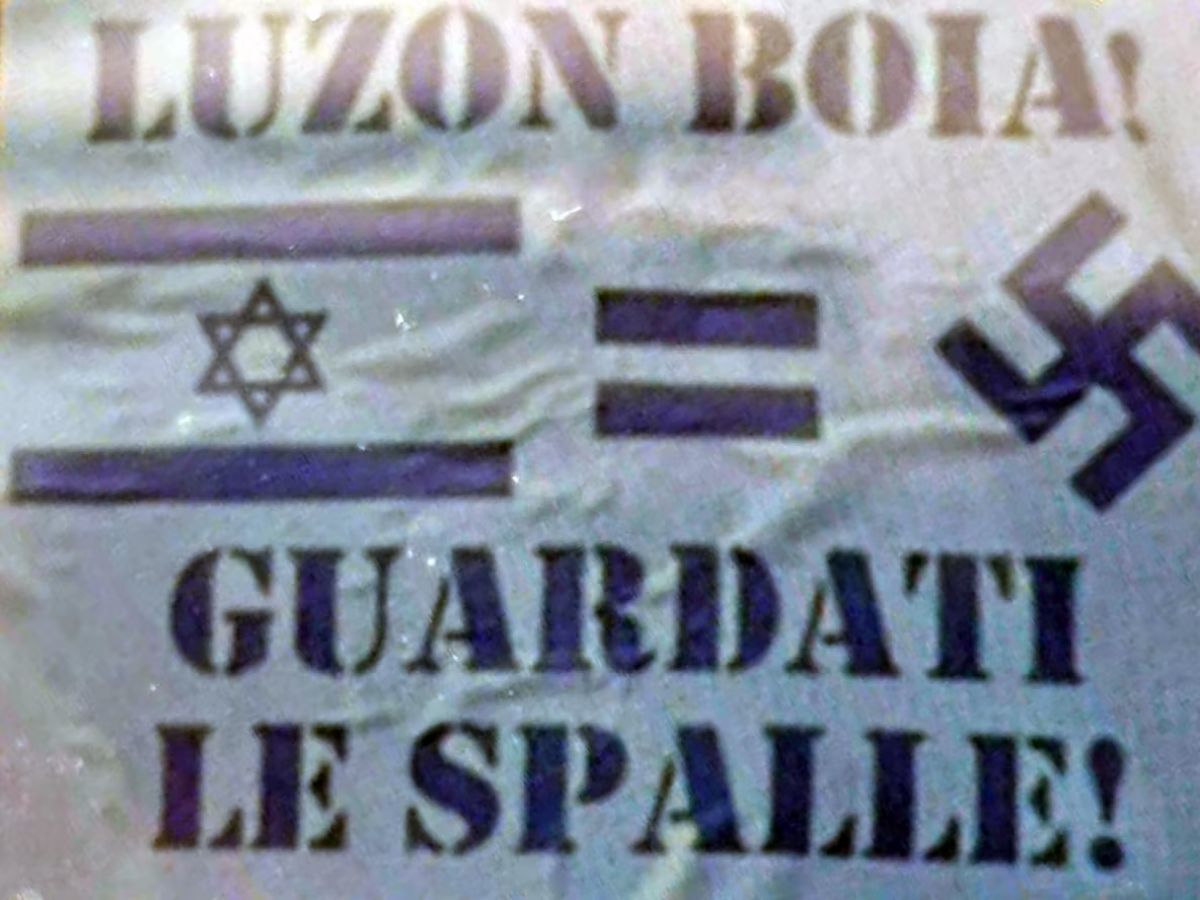 LUZON BOIA!
=
GUARDATI
LE SPALLE!